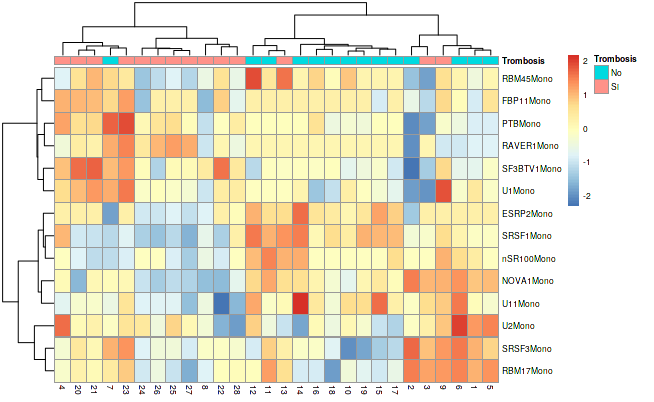 Trombosis
RBM45Mono
FBP11Mono
PTBMono
RAVER1Mono
SF3BTV1Mono
U1Mono
ESRP2Mono
SRSF1Mono
nSR100Mono
NOVA1Mono
U11Mono
U2Mono
SRSF3Mono
RBM17Mono
4 20 21 7 23 24 26 25 27 8 22 28 12 11 13 14 16 18 10 19 15 17 2 3 9 6 1 5
2
1
0
-1
-2
Trombosis
No
SI